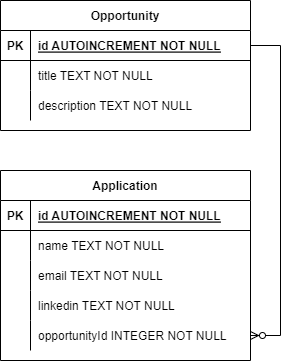 Opportunity
PK id AUTOINCREMENT NOT NULL
title TEXT NOT NULL
description TEXT NOT NULL
Application
PK id AUTOINCREMENT NOT NULL
name TEXT NOT NULL
email TEXT NOT NULL
linkedin TEXT NOT NULL
opportunityId INTEGER NOT NULL